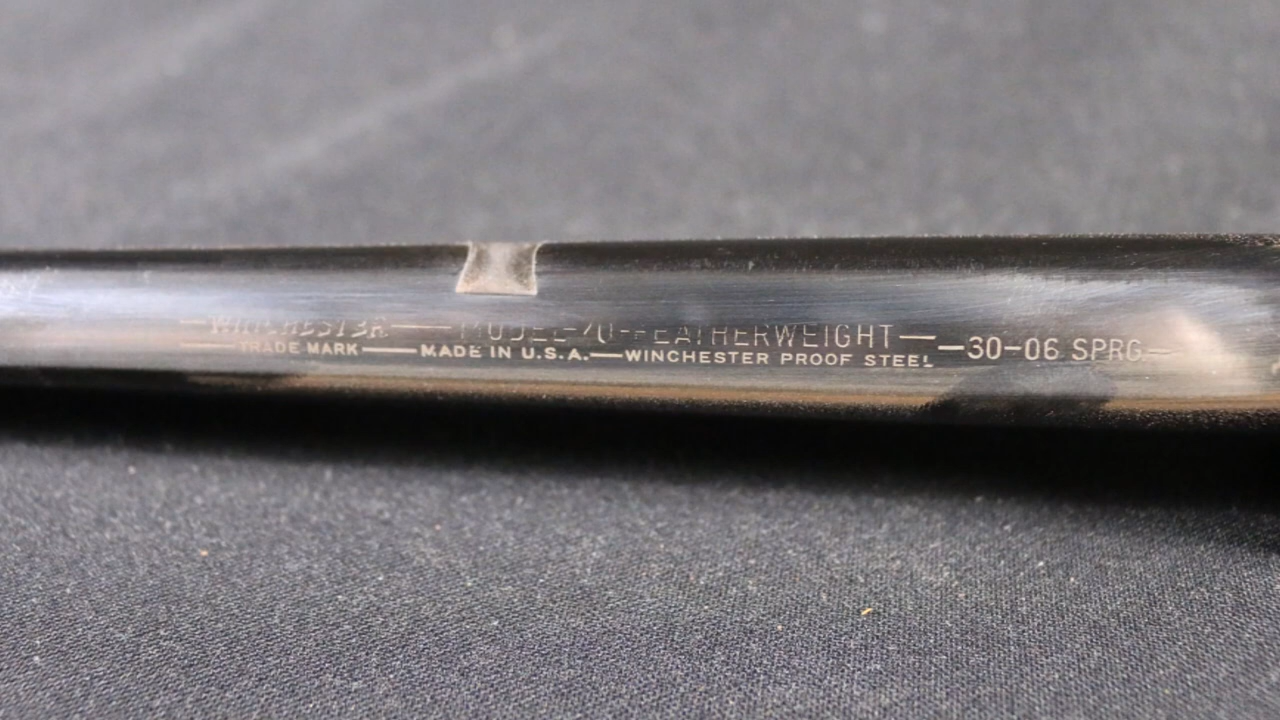 —WINCHESTER—— MODEL—70—FEATHERWEIGHT——30-06 SPRG.—
——TRADE MARK——MADE IN U.S.A.—WINCHESTER PROOF STEEL